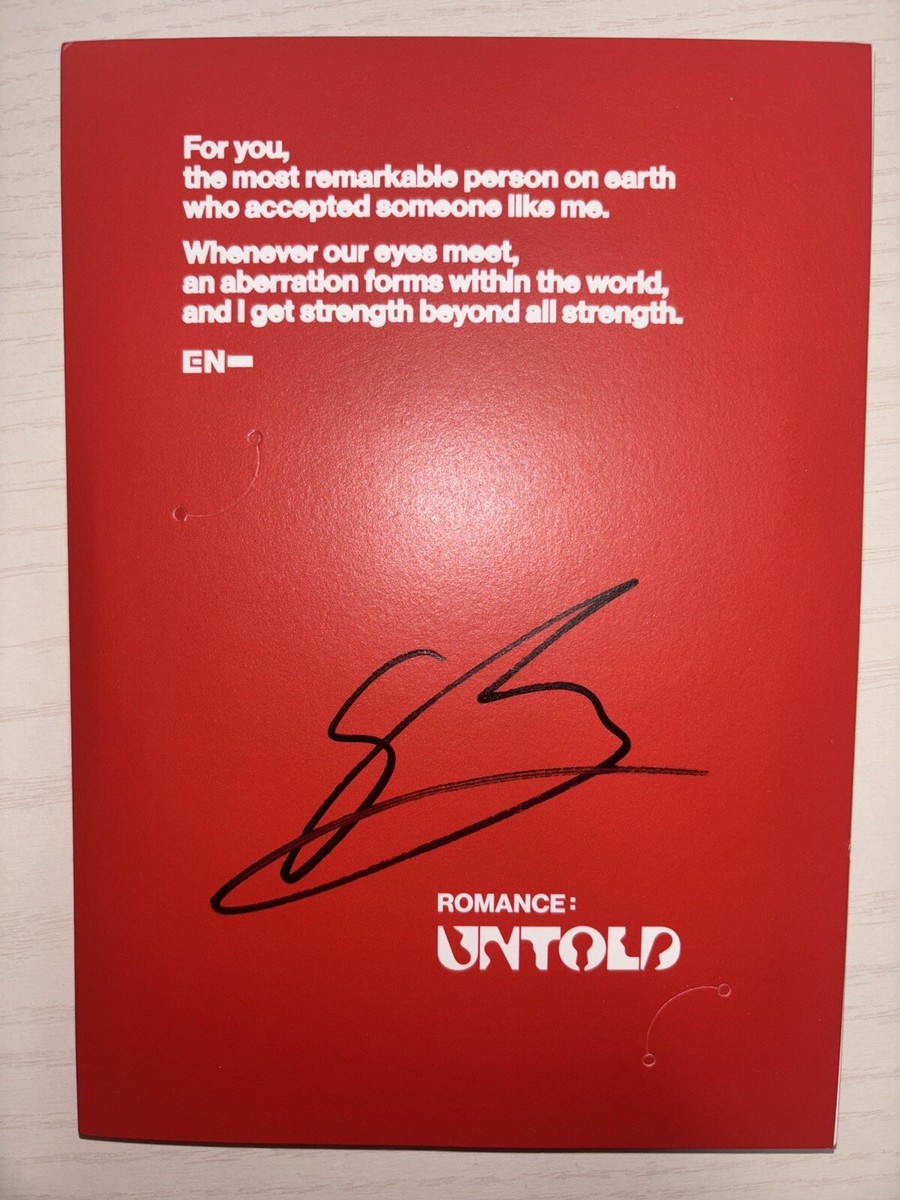 For you,
the most remarkable person on earth
who accepted someone like me.
Whenever our eyes meet,
an aberration forms within the world,
and I get strength beyond all strength.
EN-
ROMANCE:
UNTOLD